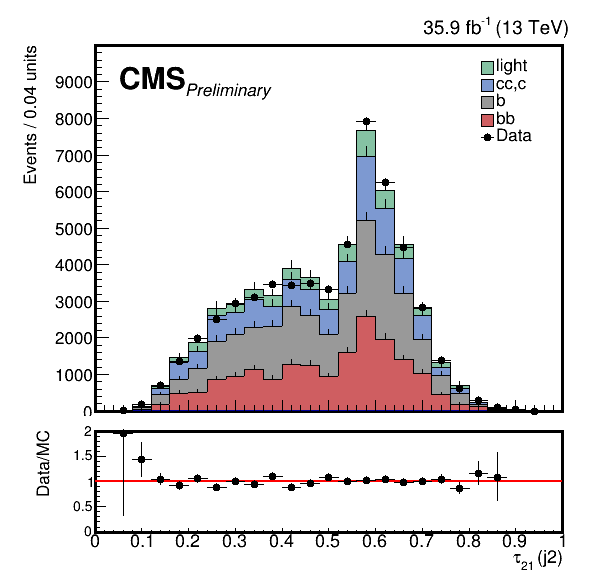 35.9 fb⁻¹ (13 TeV)
CMS Preliminary
light
cc,c
b
bb
Data
Events / 0.04 units
9000
8000
7000
6000
5000
4000
3000
2000
1000
0
Data/MC
2
1.5
1
0.5
0
0 0.1 0.2 0.3 0.4 0.5 0.6 0.7 0.8 0.9 1
τ₂₁ (j2)